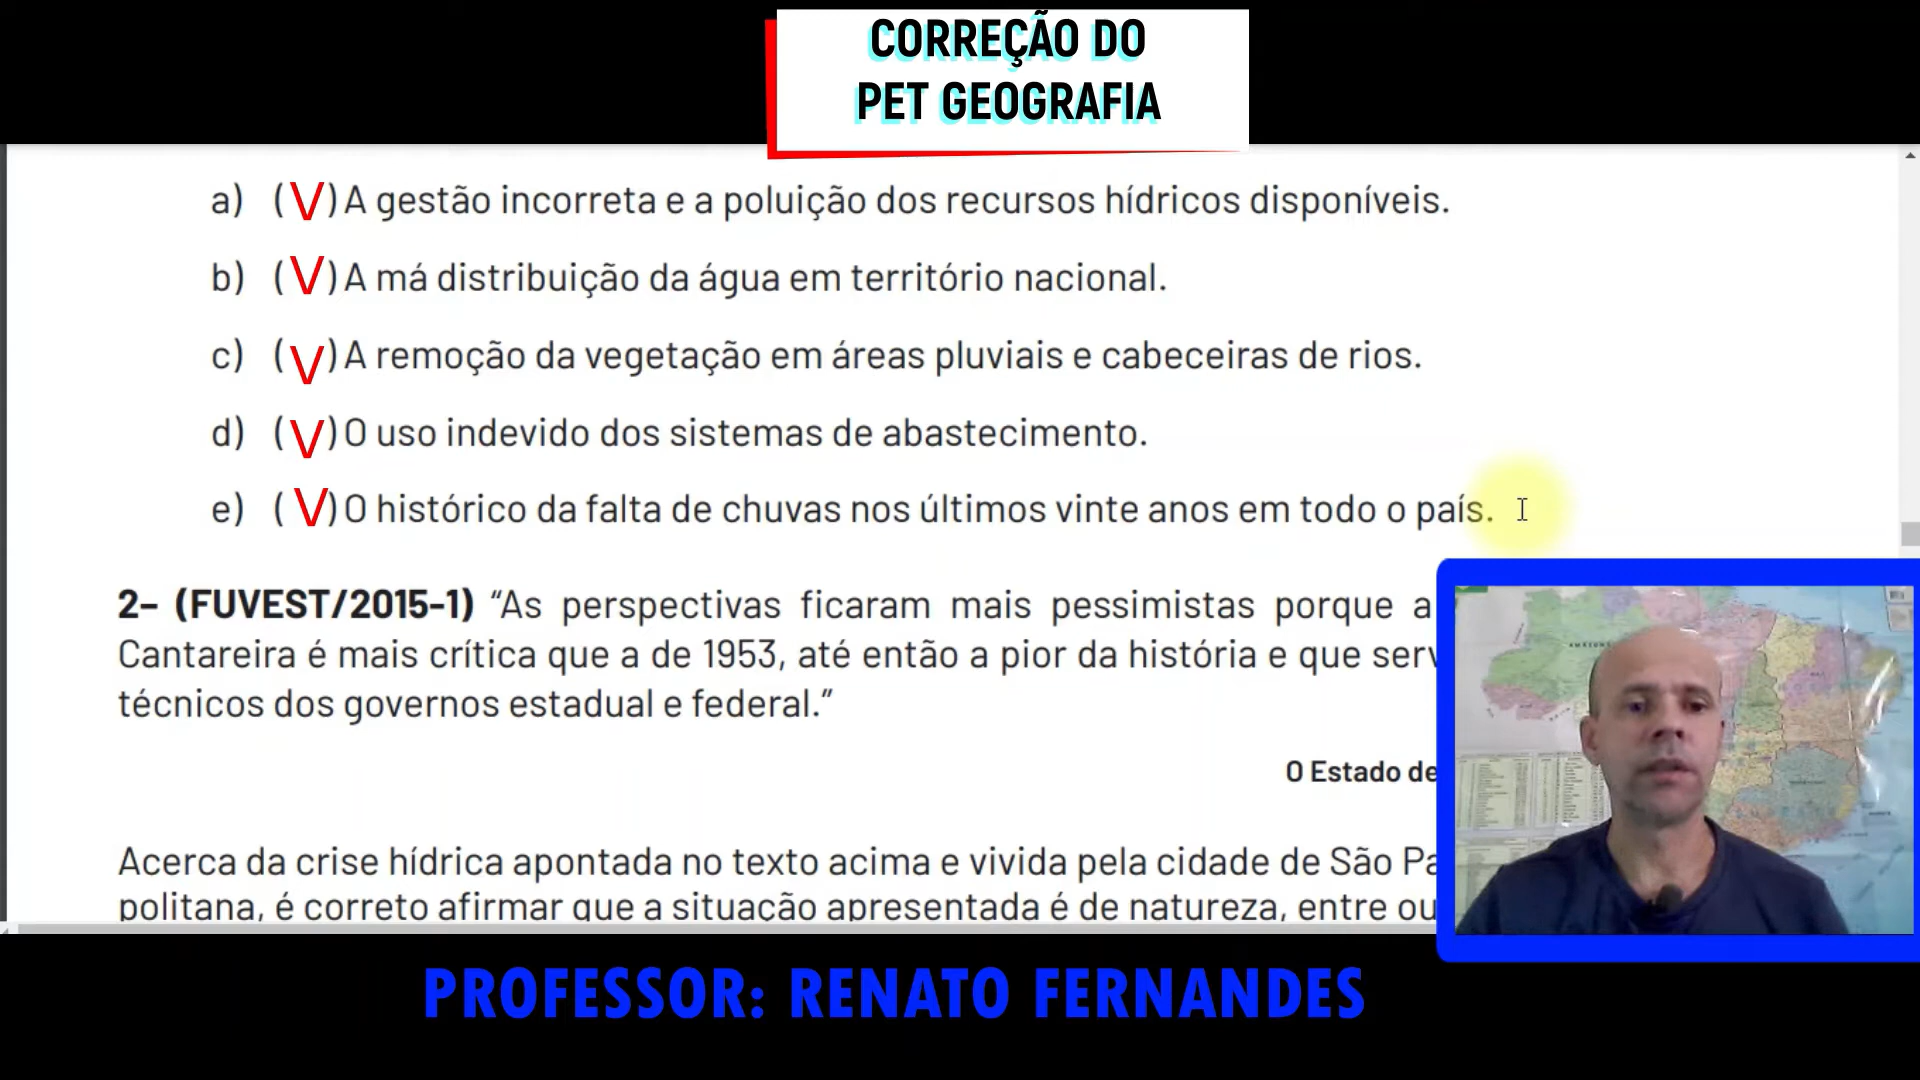 CORREÇÃO DO
PET GEOGRAFIA
a) (V) A gestão incorreta e a poluição dos recursos hídricos disponíveis.
b) (V) A má distribuição da água em território nacional.
c) (V) A remoção da vegetação em áreas pluviais e cabeceiras de rios.
d) (V) O uso indevido dos sistemas de abastecimento.
e) (V) O histórico da falta de chuvas nos últimos vinte anos em todo o país.
2- (FUVEST/2015-1) “As perspectivas ficaram mais pessimistas porque a
Cantareira é mais crítica que a de 1953, até então a pior da história e que serv
técnicos dos governos estadual e federal.”
O Estado de
Acerca da crise hídrica apontada no texto acima e vivida pela cidade de São Pa
politana, é correto afirmar que a situação apresentada é de natureza, entre ou
PROFESSOR: RENATO FERNANDES